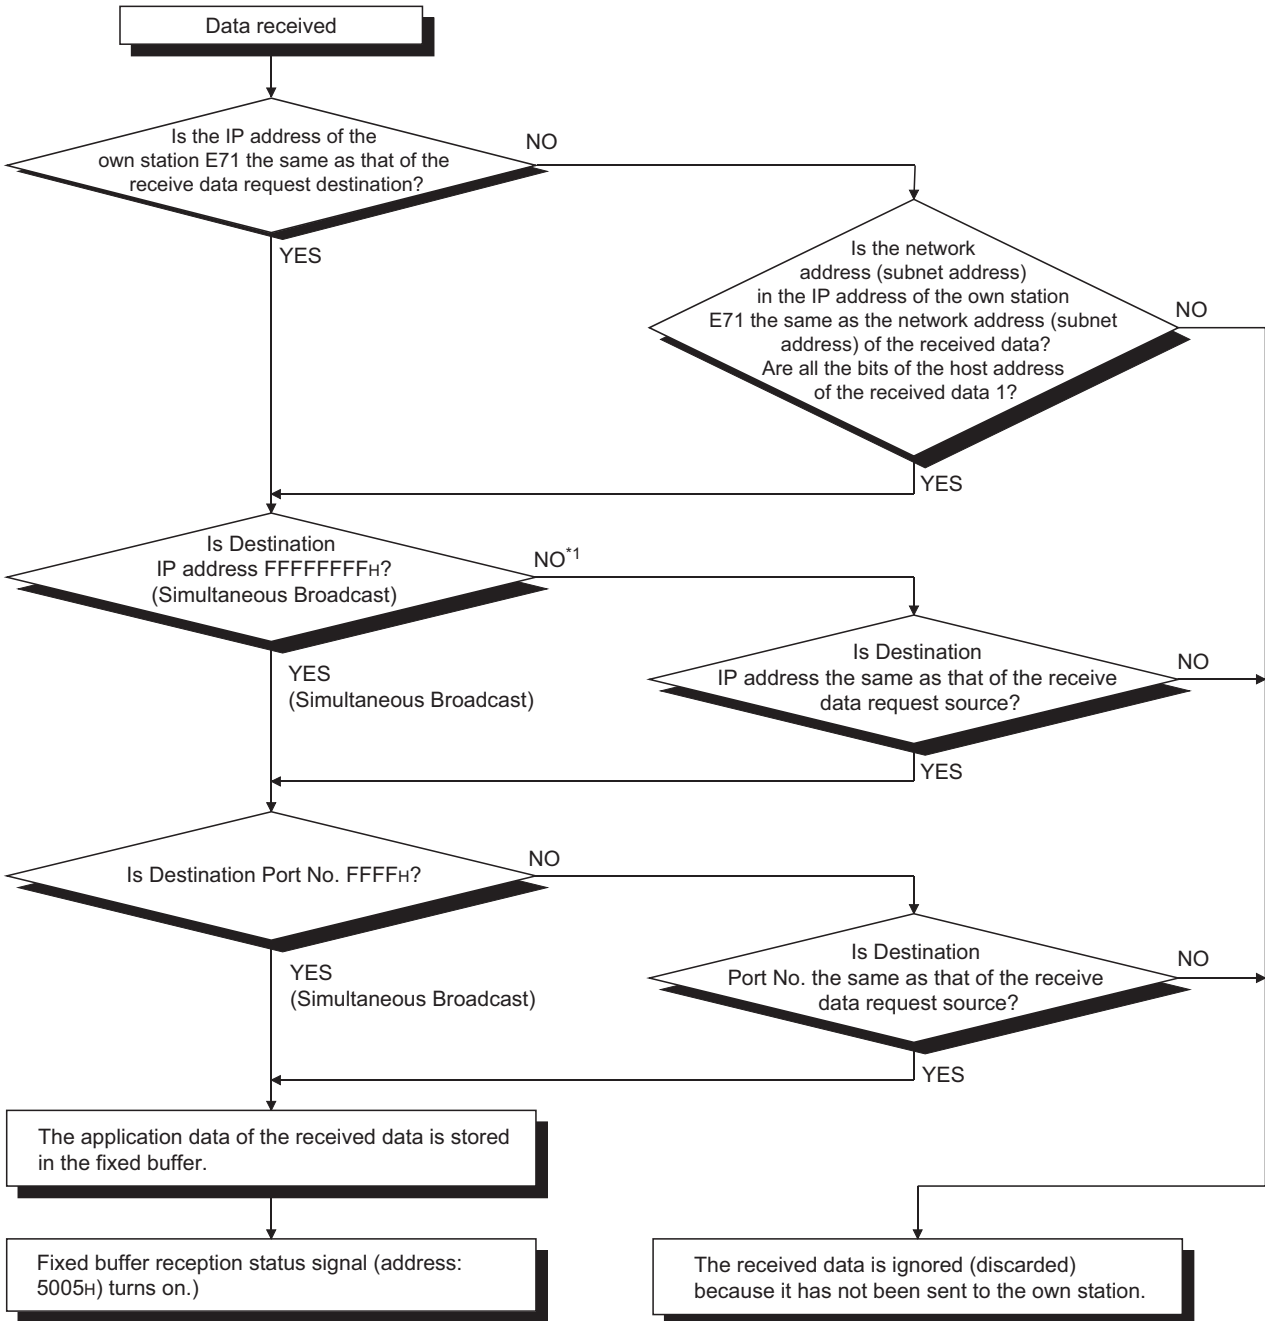 Data received
Is the IP address of the
own station E71 the same as that of the
receive data request destination?
NO
YES
Is the network
address (subnet address)
in the IP address of the own station
E71 the same as the network address (subnet
address) of the received data?
Are all the bits of the host address
of the received data 1?
NO
YES
Is Destination
IP address FFFFFFFFH?
(Simultaneous Broadcast)
NO*1
YES
(Simultaneous Broadcast)
Is Destination
IP address the same as that of the receive
data request source?
NO
YES
Is Destination Port No. FFFFH?
NO
YES
(Simultaneous Broadcast)
Is Destination
Port No. the same as that of the receive
data request source?
NO
YES
The application data of the received data is stored
in the fixed buffer.
Fixed buffer reception status signal (address:
5005H) turns on.)
The received data is ignored (discarded)
because it has not been sent to the own station.